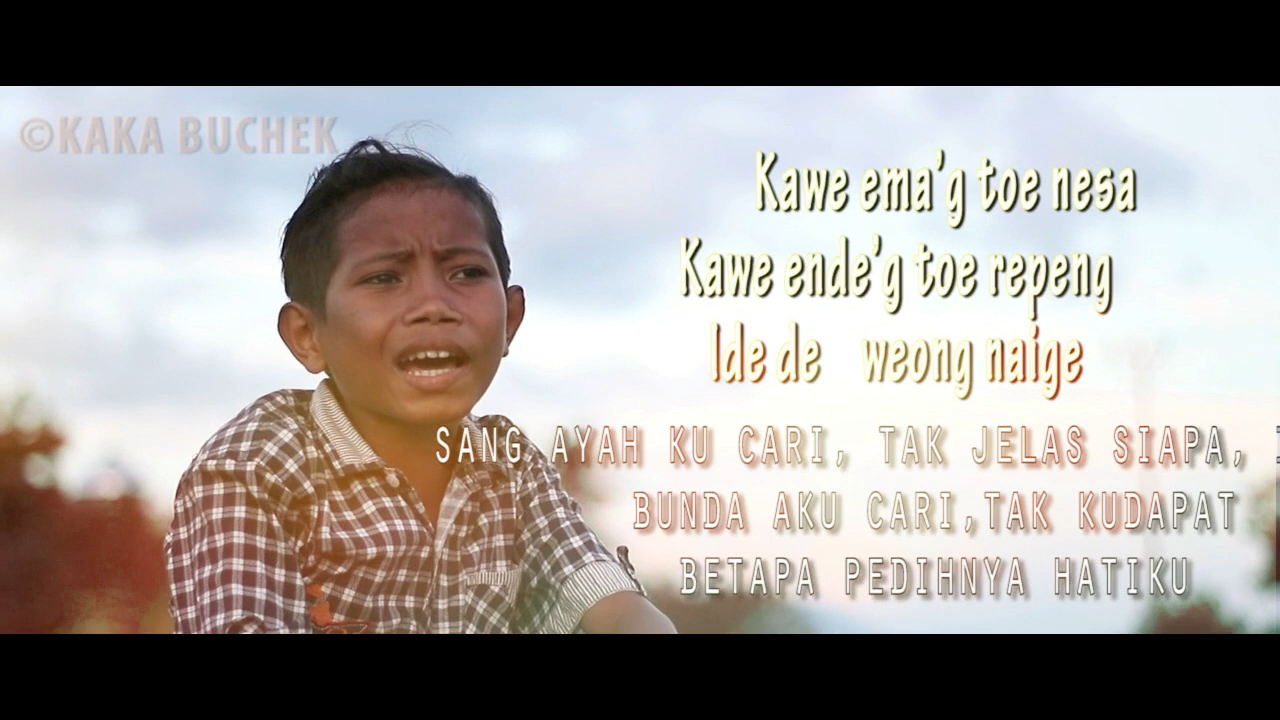 ©KAKA BUCHEK
Kawe ema'g toe nesa
Kawe ende'g toe repeng
Ide de weong naige
SANG AYAH KU CARI, TAK JELAS SIAPA,
BUNDA AKU CARI,TAK KUDAPAT
BETAPA PEDIHNYA HATIKU